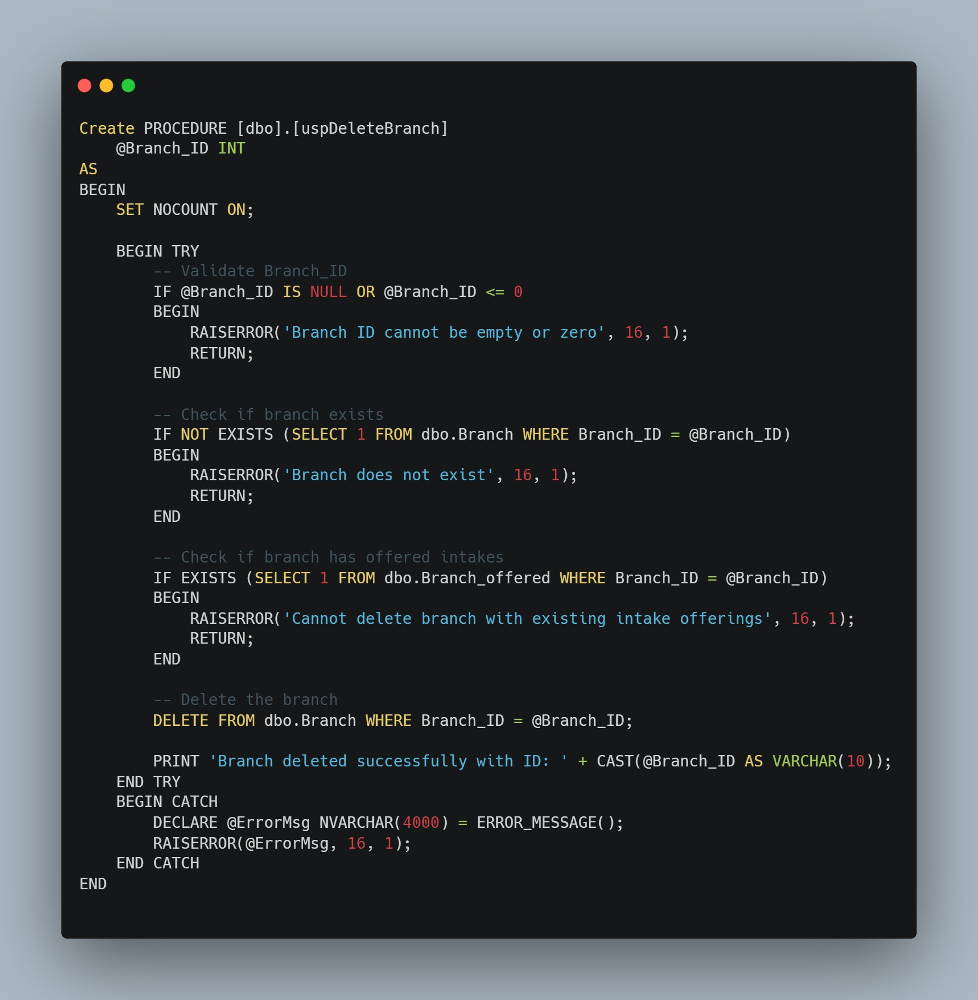 Create PROCEDURE [dbo].[uspDeleteBranch]
    @Branch_ID INT
AS
BEGIN
    SET NOCOUNT ON;

    BEGIN TRY
        -- Validate Branch_ID
        IF @Branch_ID IS NULL OR @Branch_ID <= 0
        BEGIN
            RAISERROR('Branch ID cannot be empty or zero', 16, 1);
            RETURN;
        END

        -- Check if branch exists
        IF NOT EXISTS (SELECT 1 FROM dbo.Branch WHERE Branch_ID = @Branch_ID)
        BEGIN
            RAISERROR('Branch does not exist', 16, 1);
            RETURN;
        END

        -- Check if branch has offered intakes
        IF EXISTS (SELECT 1 FROM dbo.Branch_offered WHERE Branch_ID = @Branch_ID)
        BEGIN
            RAISERROR('Cannot delete branch with existing intake offerings', 16, 1);
            RETURN;
        END

        -- Delete the branch
        DELETE FROM dbo.Branch WHERE Branch_ID = @Branch_ID;

        PRINT 'Branch deleted successfully with ID: ' + CAST(@Branch_ID AS VARCHAR(10));
    END TRY
    BEGIN CATCH
        DECLARE @ErrorMsg NVARCHAR(4000) = ERROR_MESSAGE();
        RAISERROR(@ErrorMsg, 16, 1);
    END CATCH
END